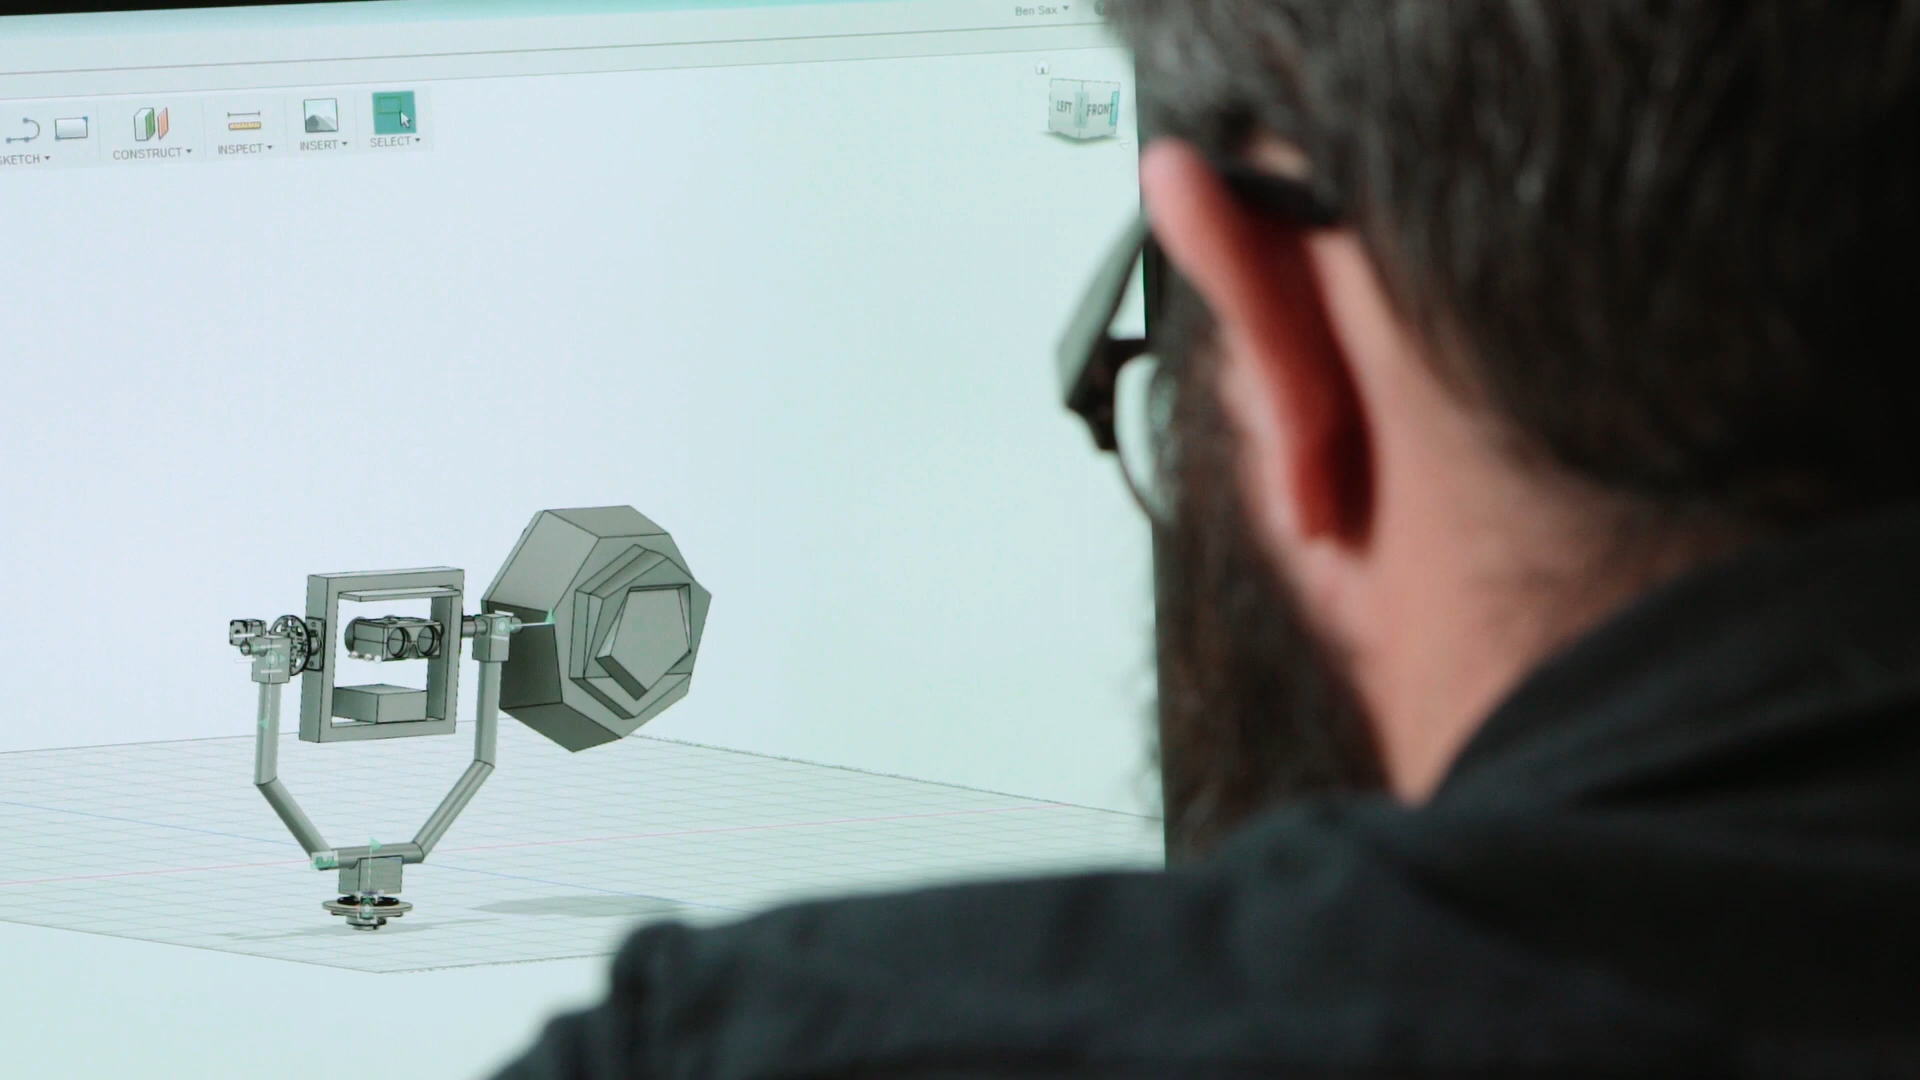 Ben Sax
LEFT FRONT
SKETCH
CONSTRUCT
INSPECT
INSERT
SELECT